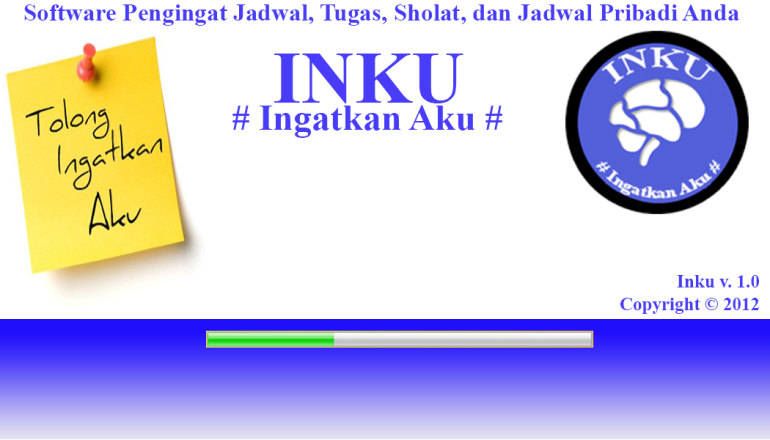 Software Pengingat Jadwal, Tugas, Sholat, dan Jadwal Pribadi Anda
Tolong
Ingatkan
Aku
INKU
# Ingatkan Aku #
INKU
# Ingatkan Aku #
Inku v. 1.0
Copyright © 2012